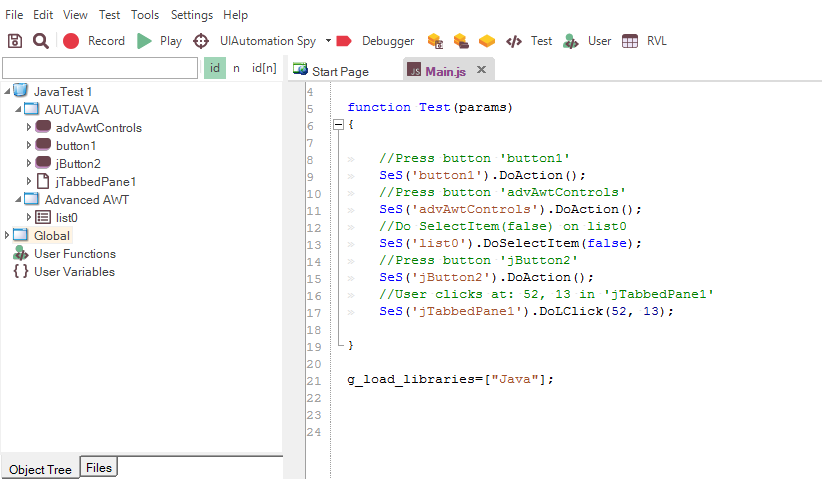 File Edit View Test Tools Settings Help
Record Play UIAutomation Spy Debugger Test User RVL
id n id[n]
Start Page Main.js
JavaTest 1
AUTJAVA
advAwtControls
button1
jButton2
jTabbedPane1
Advanced AWT
list0
Global
User Functions
{ } User Variables
Object Tree Files
4
5 function Test(params)
6 {
7
8 //Press button 'button1'
9 SeS('button1').DoAction();
10 //Press button 'advAwtControls'
11 SeS('advAwtControls').DoAction();
12 //Do SelectItem(false) on list0
13 SeS('list0').DoSelectItem(false);
14 //Press button 'jButton2'
15 SeS('jButton2').DoAction();
16 //User clicks at: 52, 13 in 'jTabbedPane1'
17 SeS('jTabbedPane1').DoLClick(52, 13);
18
19 }
20
21 g_load_libraries=["Java"];
22
23
24